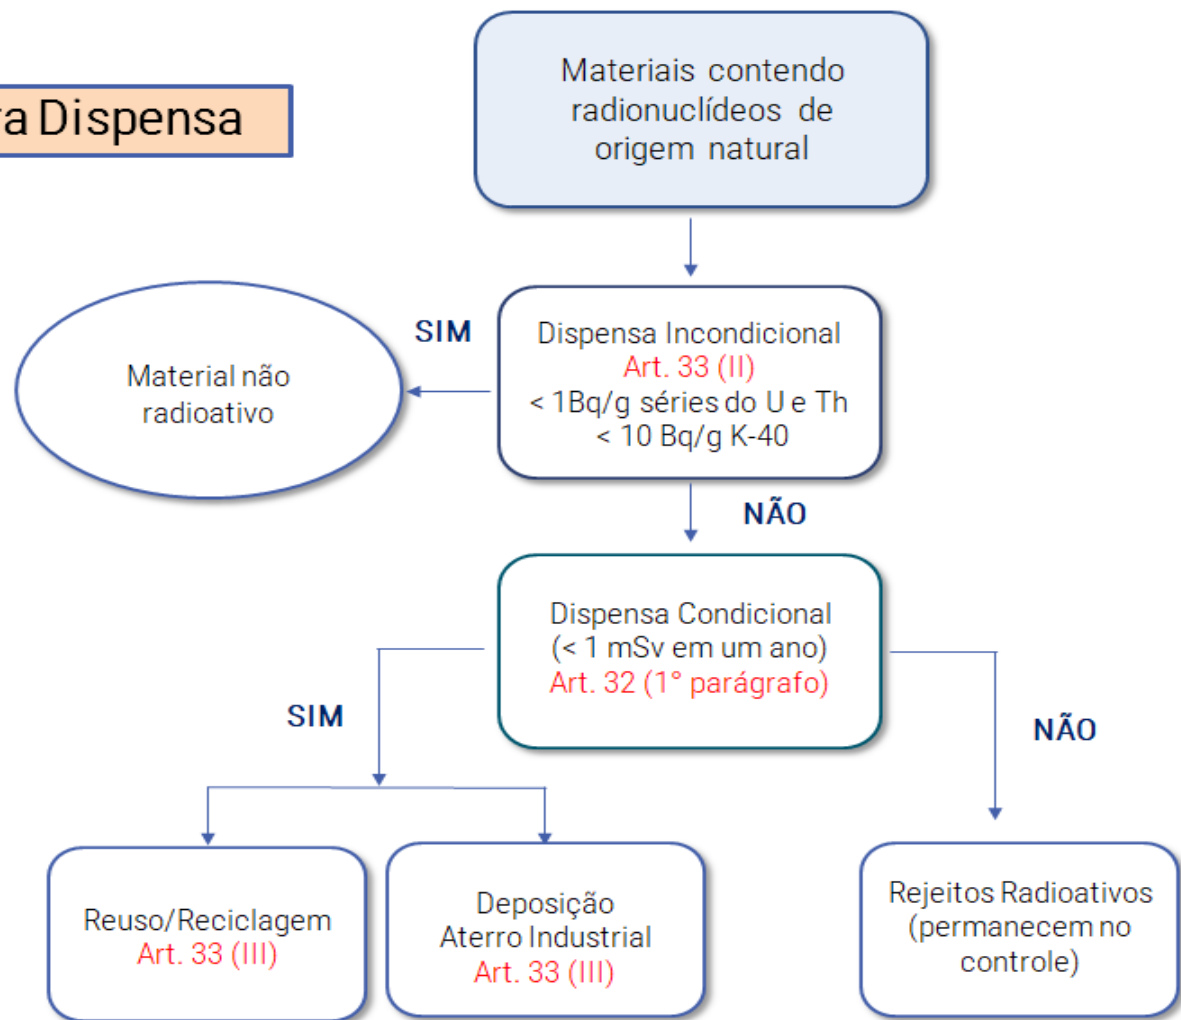 ra Dispensa
Materiais contendo
radionuclídeos de
origem natural
SIM
Dispensa Incondicional
Art. 33 (II)
< 1Bq/g séries do U e Th
< 10 Bq/g K-40
Material não
radioativo
NÃO
Dispensa Condicional
(< 1 mSv em um ano)
Art. 32 (1° parágrafo)
SIM
NÃO
Reuso/Reciclagem
Art. 33 (III)
Deposição
Aterro Industrial
Art. 33 (III)
Rejeitos Radioativos
(permanecem no
controle)